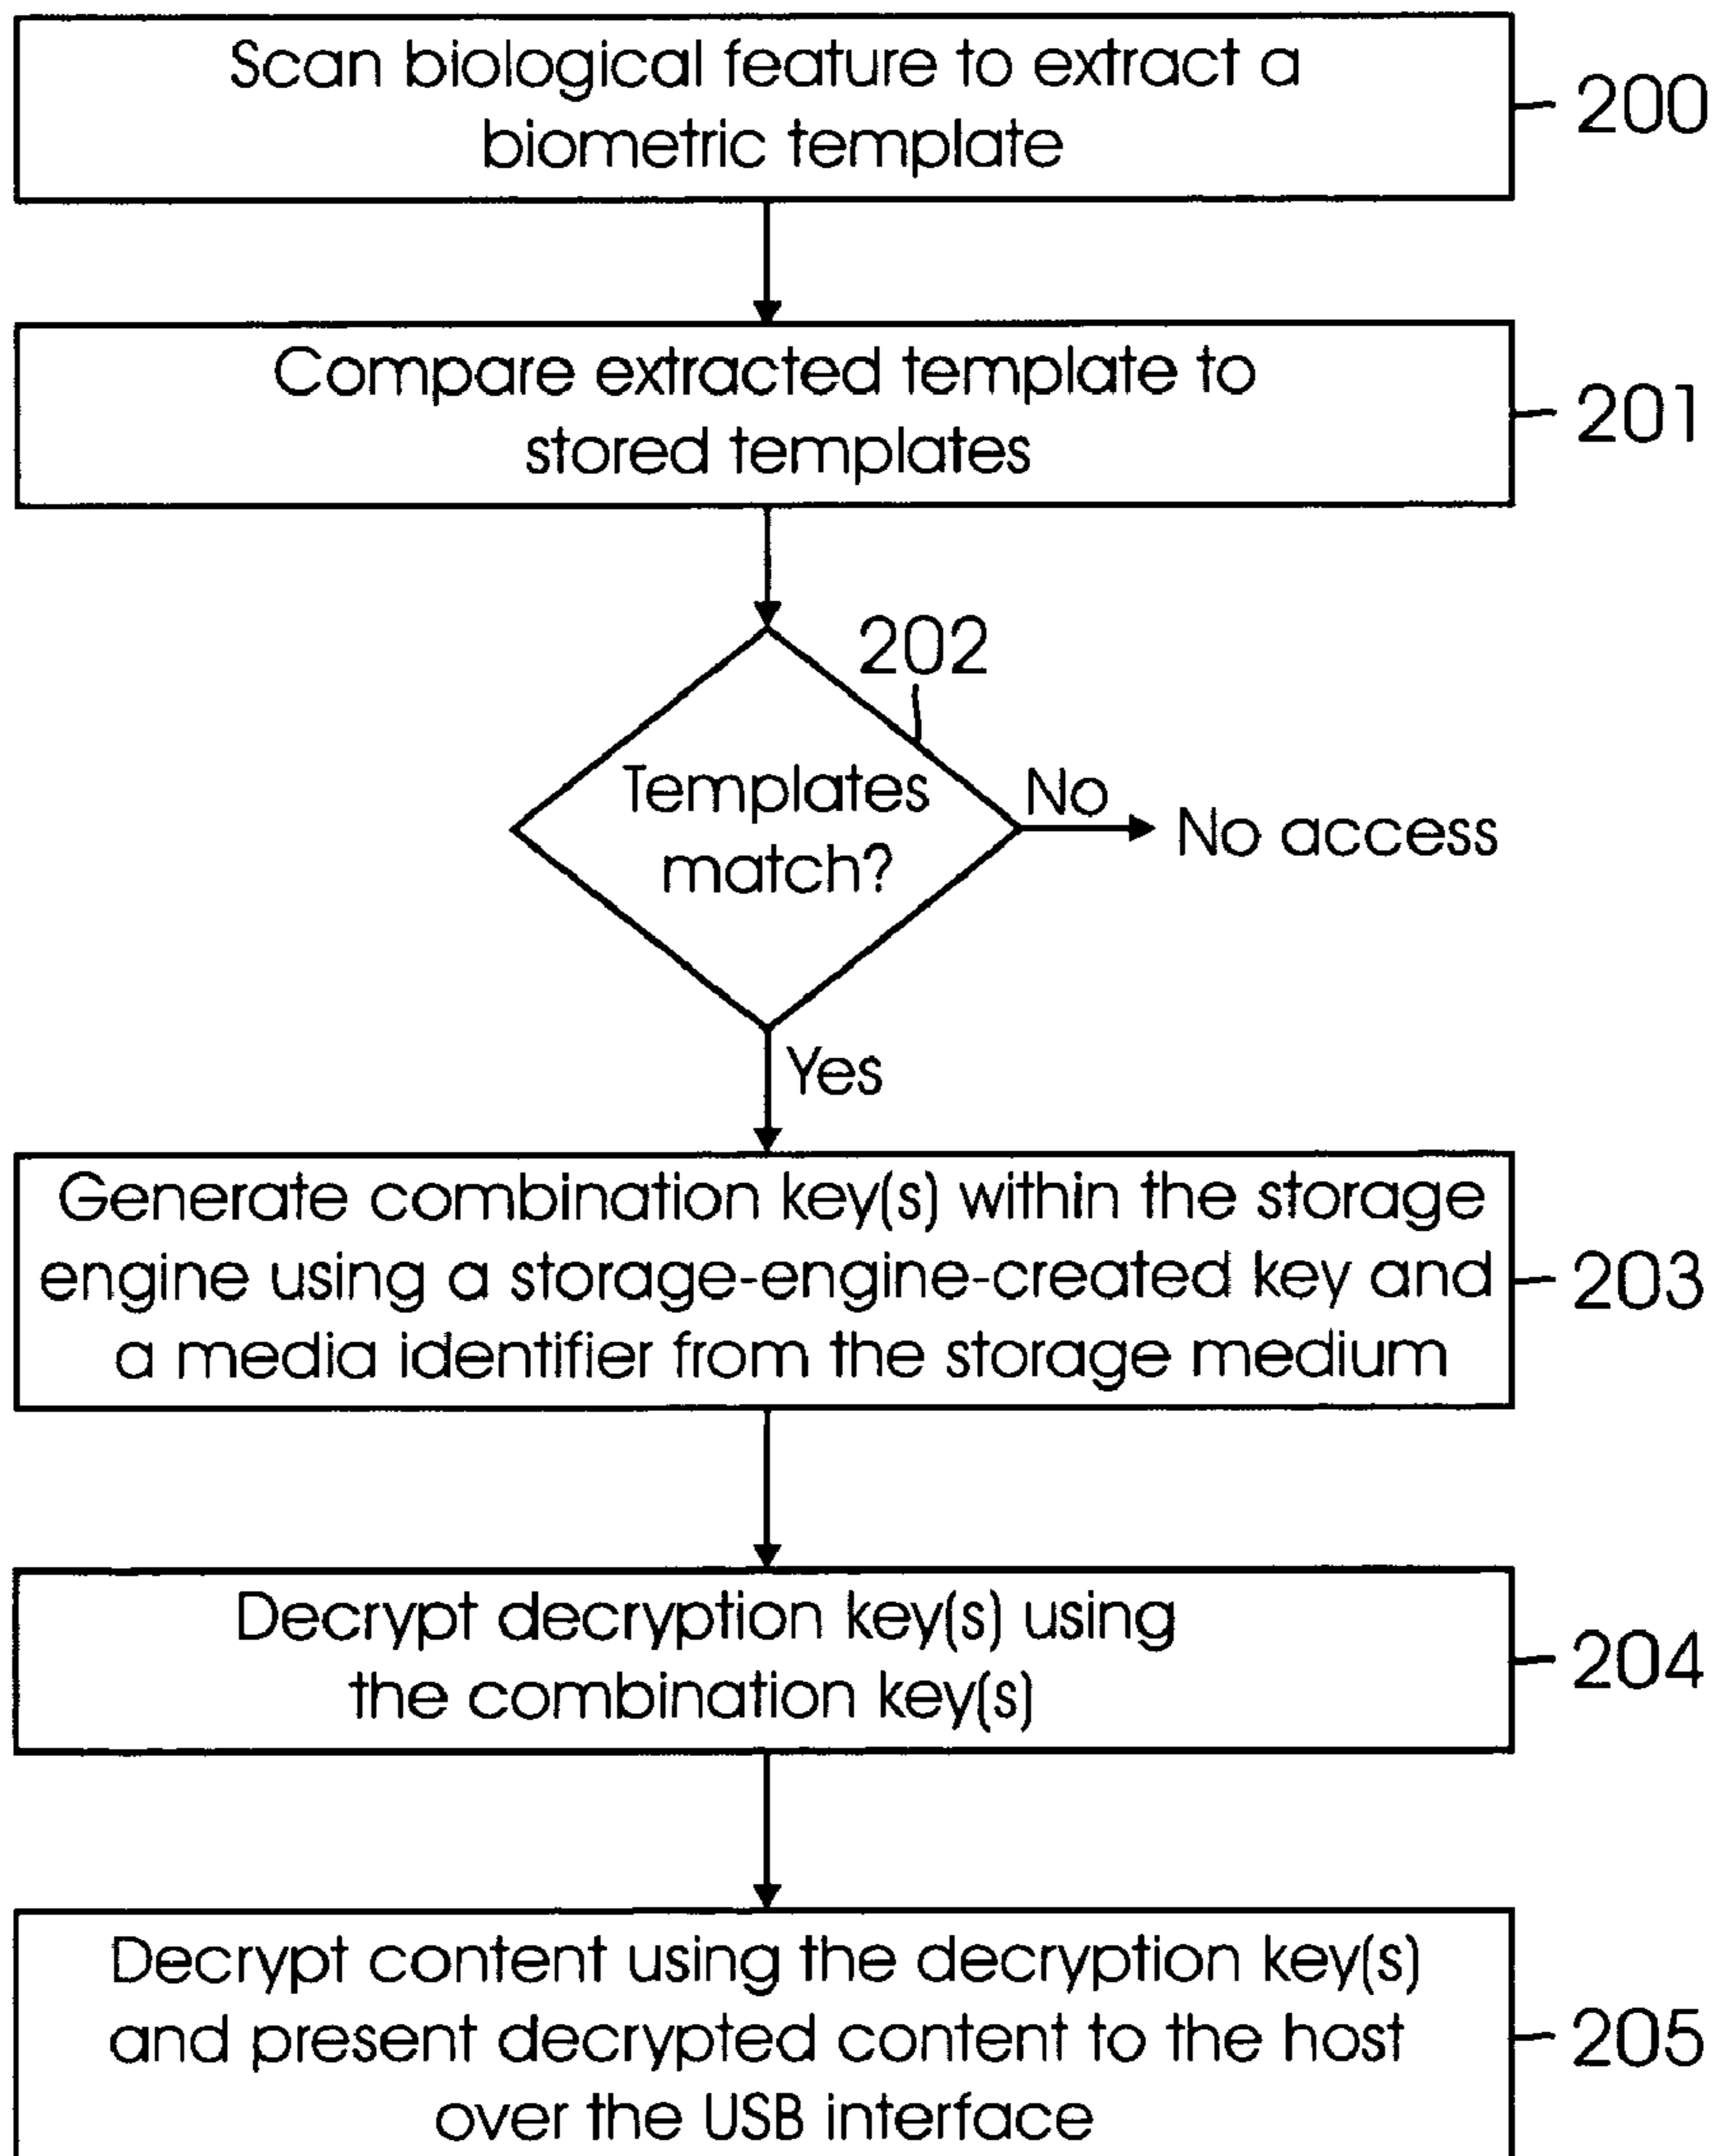 Scan biological feature to extract a
biometric template
200
Compare extracted template to
stored templates
201
202
Templates
match?
No
No access
Yes
Generate combination key(s) within the storage
engine using a storage-engine-created key and
a media identifier from the storage medium
203
Decrypt decryption key(s) using
the combination key(s)
204
Decrypt content using the decryption key(s)
and present decrypted content to the host
over the USB interface
205